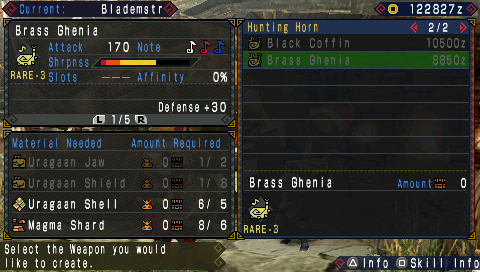 Current: Blademstr
122827z
Brass Ghenia
Attack 170 Note
Shrpnss
RARE-3
Slots --- Affinity 0%
Defense+30
L 1/5 R
Material Needed Amount Required
Uragaan Jaw 0 1/ 2
Uragaan Shield 0 1/ 8
Uragaan Shell 0 6/ 5
Magma Shard 0 8/ 6
Select the Weapon you would
like to create.
Hunting Horn
2/2
Black Coffin 10500z
Brass Ghenia 8850z
Brass Ghenia Amount 0
RARE-3
Info Skill Info